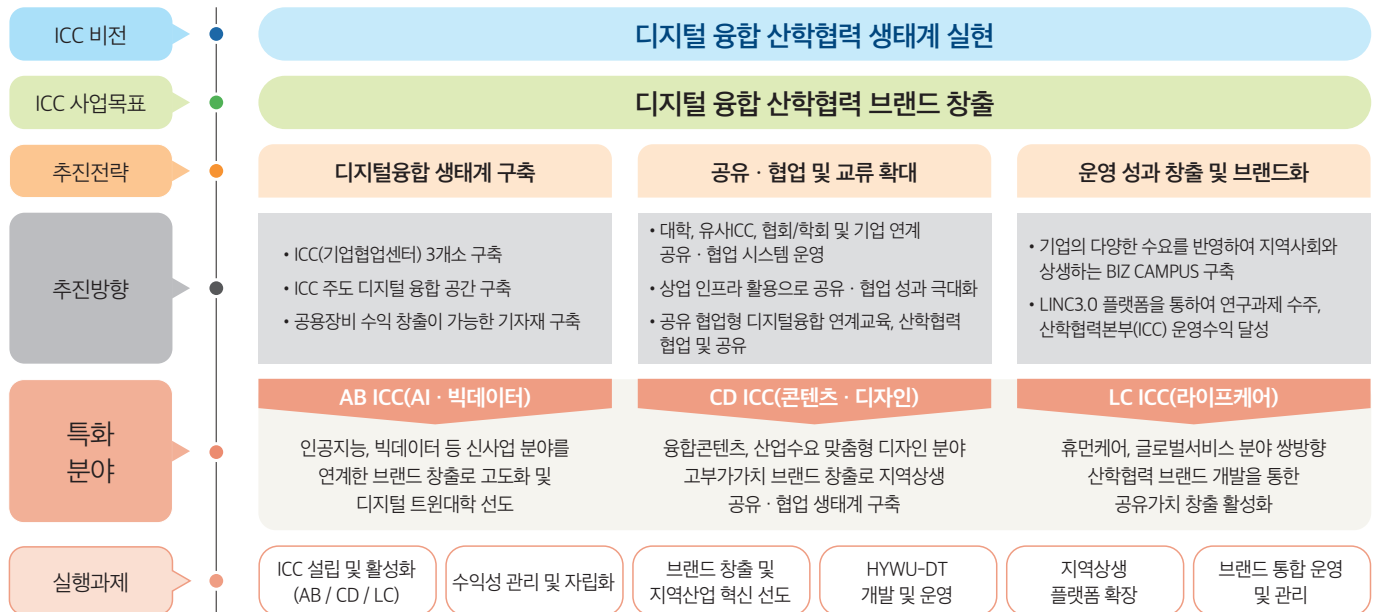 ICC 비전
디지털 융합 산학협력 생태계 실현
ICC 사업목표
디지털 융합 산학협력 브랜드 창출
추진전략
디지털융합 생태계 구축
공유 · 협업 및 교류 확대
운영 성과 창출 및 브랜드화
추진방향
• ICC(기업협업센터) 3개소 구축
• ICC 주도 디지털 융합 공간 구축
• 공용장비 수익 창출이 가능한 기자재 구축
• 대학, 유사ICC, 협회/학회 및 기업 연계
공유 · 협업 시스템 운영
• 상업 인프라 활용으로 공유 · 협업 성과 극대화
• 공유 협업형 디지털융합 연계교육, 산학협력
협업 및 공유
• 기업의 다양한 수요를 반영하여 지역사회와
상생하는 BIZ CAMPUS 구축
• LINC3.0 플랫폼을 통하여 연구과제 수주,
산학협력본부(ICC) 운영수익 달성
특화
분야
AB ICC(AI · 빅데이터)
인공지능, 빅데이터 등 신사업 분야를
연계한 브랜드 창출로 고도화 및
디지털 트윈대학 선도
CD ICC(콘텐츠 · 디자인)
융합콘텐츠, 산업수요 맞춤형 디자인 분야
고부가가치 브랜드 창출로 지역상생
공유 · 협업 생태계 구축
LC ICC(라이프케어)
휴먼케어, 글로벌서비스 분야 쌍방향
산학협력 브랜드 개발을 통한
공유가치 창출 활성화
실행과제
ICC 설립 및 활성화
(AB / CD / LC)
수익성 관리 및 자립화
브랜드 창출 및
지역산업 혁신 선도
HYWU-DT
개발 및 운영
지역상생
플랫폼 확장
브랜드 통합 운영
및 관리